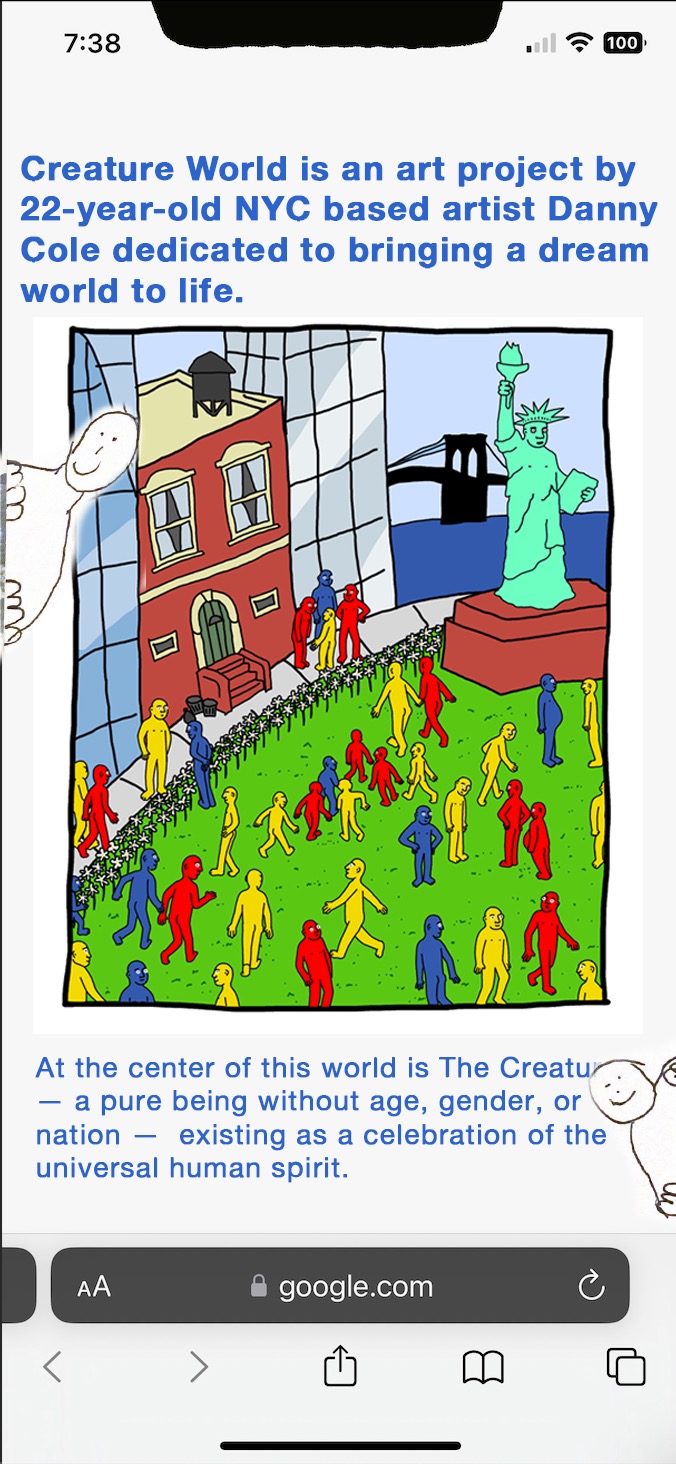 7:38
100
Creature World is an art project by
22-year-old NYC based artist Danny
Cole dedicated to bringing a dream
world to life.
At the center of this world is The Creatu
— a pure being without age, gender, or
nation — existing as a celebration of the
universal human spirit.
AA
google.com